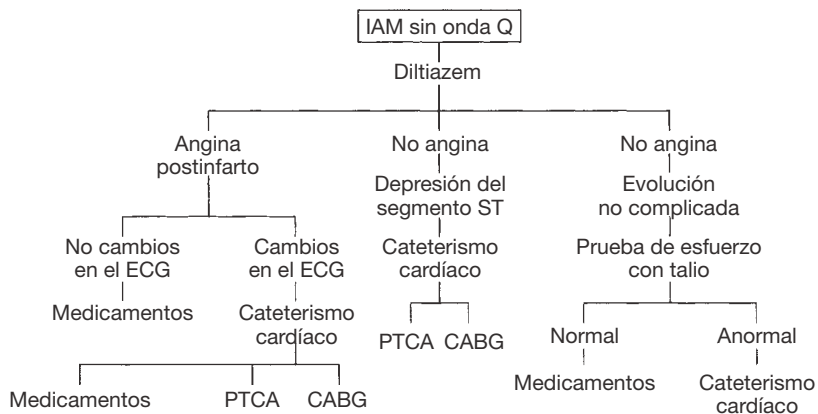 IAM sin onda Q
Diltiazem
Angina
postinfarto
No angina
No angina
Depresión del
segmento ST
Evolución
no complicada
No cambios
en el ECG
Cambios
en el ECG
Cateterismo
cardíaco
Prueba de esfuerzo
con talio
Medicamentos
Cateterismo
cardíaco
PTCA CABG
Normal
Anormal
Medicamentos
PTCA
CABG
Medicamentos
Cateterismo
cardíaco